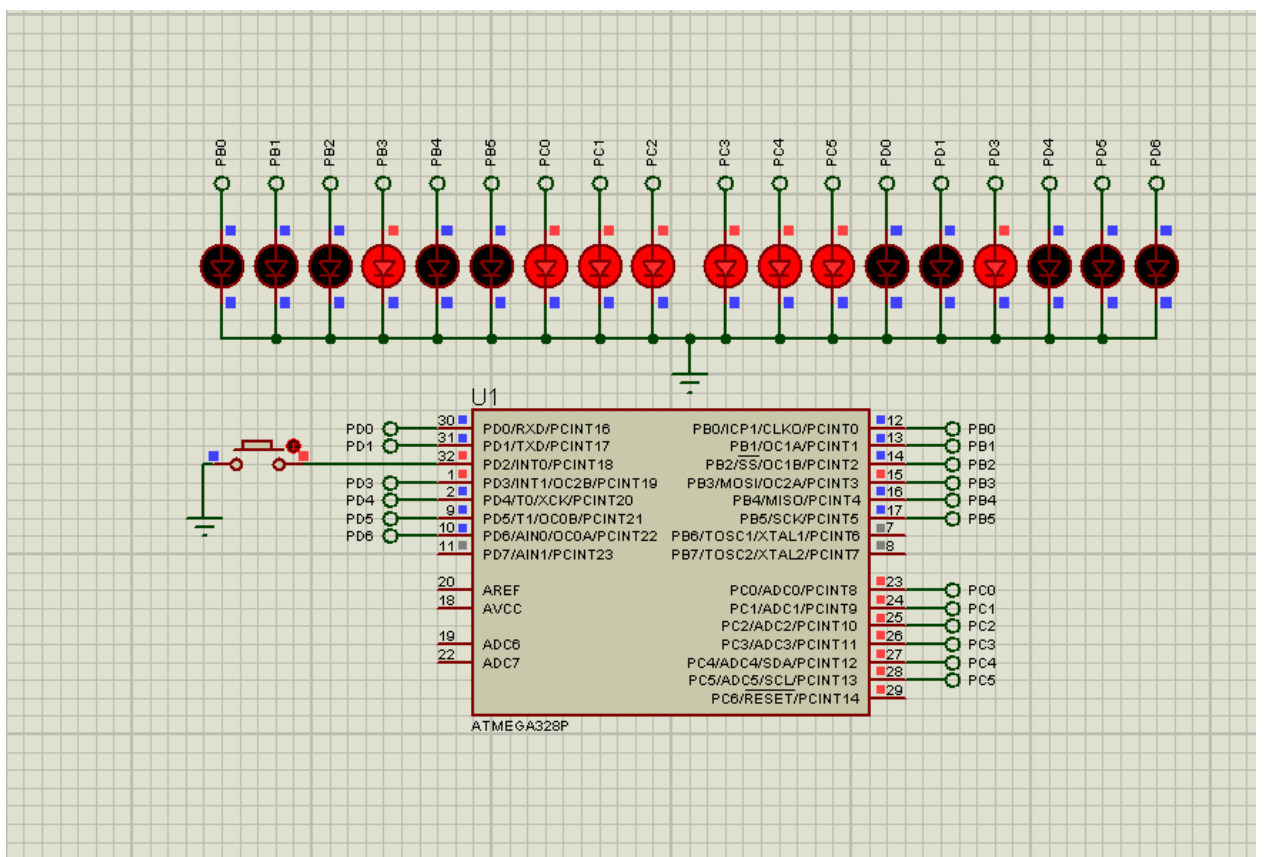 PB0 PB1 PB2 PB3 PB4 PB5 PC0 PC1 PC2 PC3 PC4 PC5 PD0 PD1 PD3 PD4 PD5 PD6
U1
PD0 30 PD0/RXD/PCINT16 PB0/ICP1/CLKO/PCINT0 12 PB0
PD1 31 PD1/TXD/PCINT17 PB1/OC1A/PCINT1 13 PB1
32 PD2/INT0/PCINT18 PB2/SS/OC1B/PCINT2 14 PB2
PD3 1 PD3/INT1/OC2B/PCINT19 PB3/MOSI/OC2A/PCINT3 15 PB3
PD4 2 PD4/T0/XCK/PCINT20 PB4/MISO/PCINT4 16 PB4
PD5 9 PD5/T1/OC0B/PCINT21 PB5/SCK/PCINT5 17 PB5
PD6 10 PD6/AIN0/OC0A/PCINT22 PB6/TOSC1/XTAL1/PCINT6 7
11 PD7/AIN1/PCINT23 PB7/TOSC2/XTAL2/PCINT7 8
20 AREF PC0/ADC0/PCINT8 23 PC0
18 AVCC PC1/ADC1/PCINT9 24 PC1
PC2/ADC2/PCINT10 25 PC2
19 ADC6 PC3/ADC3/PCINT11 26 PC3
22 ADC7 PC4/ADC4/SDA/PCINT12 27 PC4
PC5/ADC5/SCL/PCINT13 28 PC5
PC6/RESET/PCINT14 29
ATMEGA328P